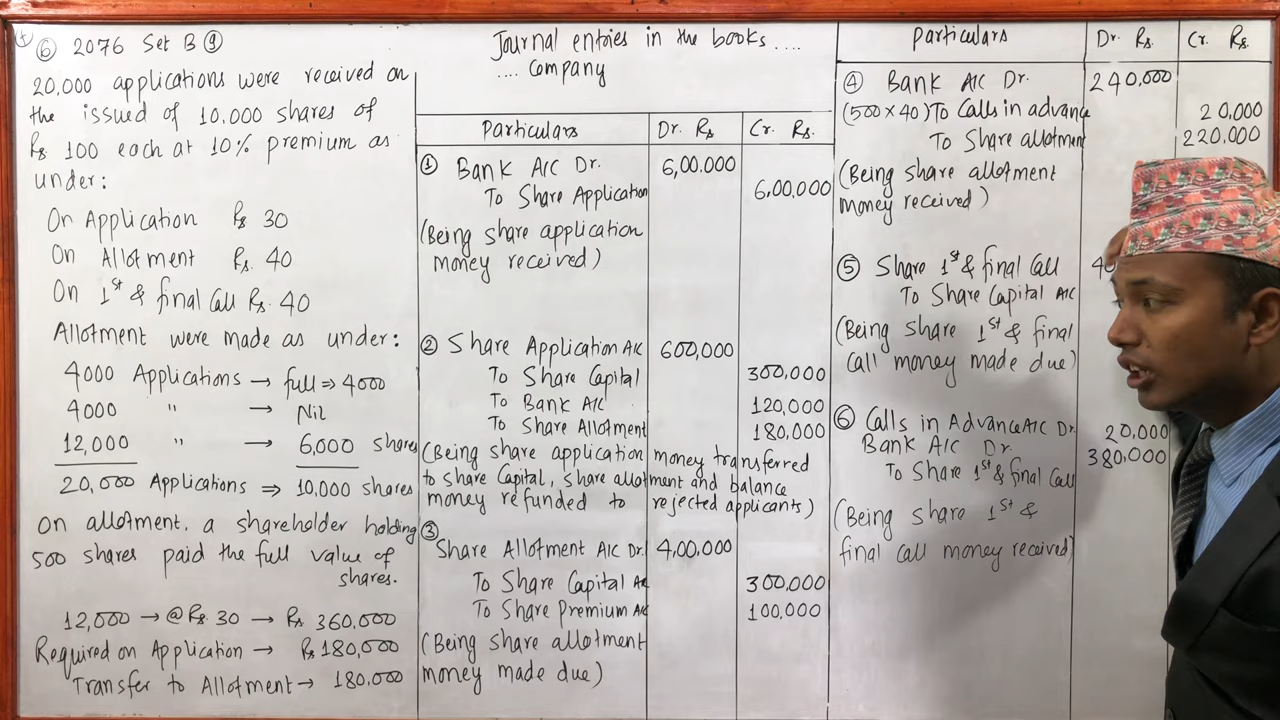 ⑥ 2076 Set B ⑨
20,000 applications were received on
the issued of 10,000 shares of
Rs 100 each at 10% premium as
under:
On Application Rs 30
On Allotment Rs. 40
On 1st & final Call Rs. 40
Allotment were made as under:
4000 Applications → full ⇒ 4000
4000 " → Nil
12,000 " → 6,000 shares
20,000 Applications ⇒ 10,000 shares
On allotment, a shareholder holding
500 shares paid the full value of
shares.
12,000 → @ Rs. 30 → Rs 360,000
Required on Application → Rs 180,000
Transfer to Allotment → 180,000
Journal entries in the books ....
.... Company
Particulars Dr. Rs Cr. Rs.
① Bank A/C Dr. 6,00,000
To Share Application 6,00,000
(Being share application
money received)
② Share Application A/C 600,000
To Share Capital 300,000
To Bank A/C 120,000
To Share Allotment 180,000
(Being share application money transferred
to share Capital, share allotment and balance
money refunded to rejected applicants)
③
Share Allotment A/C Dr. 4,00,000
To Share Capital A/C 300,000
To Share Premium A/C 100,000
(Being share allotment
money made due)
Particulars Dr. Rs. Cr. Rs.
④ Bank A/C Dr. 240,000
(500 × 40) To Calls in advance 20,000
To Share allotment 220,000
(Being share allotment
money received)
⑤ Share 1st & final Call 40
To Share Capital A/C
(Being share 1st & final
Call money made due)
⑥ Calls in Advance A/C Dr. 20,000
Bank A/C Dr. 380,000
To Share 1st & final Call
(Being share 1st &
final Call money received)